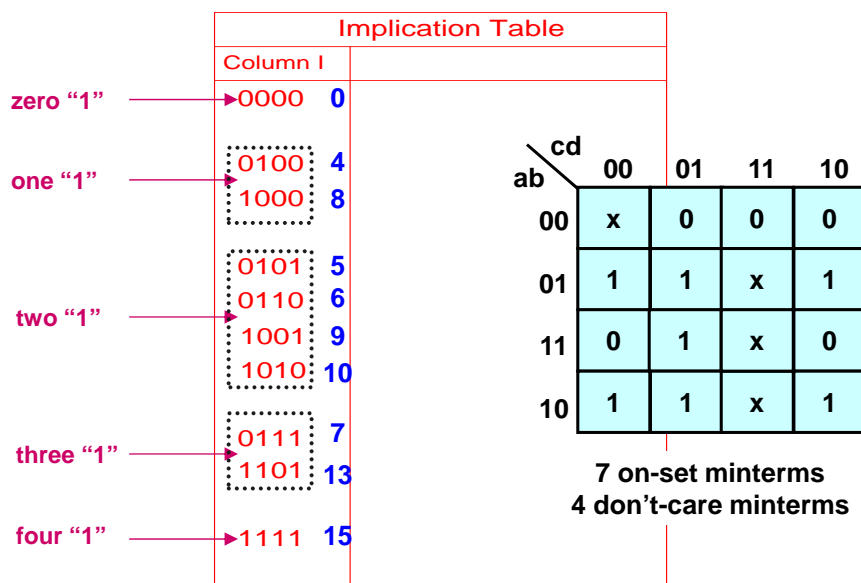 Implication Table
Column I
zero “1” 0000 0
one “1” 0100 4
1000 8
two “1” 0101 5
0110 6
1001 9
1010 10
three “1” 0111 7
1101 13
four “1” 1111 15
cd
ab 00 01 11 10
00 x 0 0 0
01 1 1 x 1
11 0 1 x 0
10 1 1 x 1
7 on-set minterms
4 don’t-care minterms